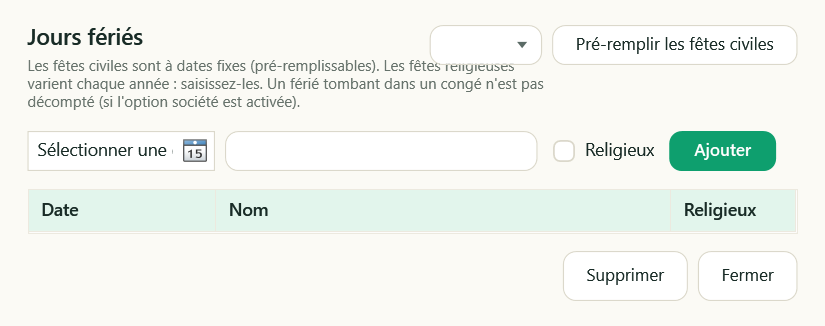 Jours fériés
Pré-remplir les fêtes civiles
Les fêtes civiles sont à dates fixes (pré-remplissables). Les fêtes religieuses
varient chaque année : saisissez-les. Un férié tombant dans un congé n'est pas
décompté (si l'option société est activée).
Sélectionner une
15
Religieux
Ajouter
Date
Nom
Religieux
Supprimer
Fermer